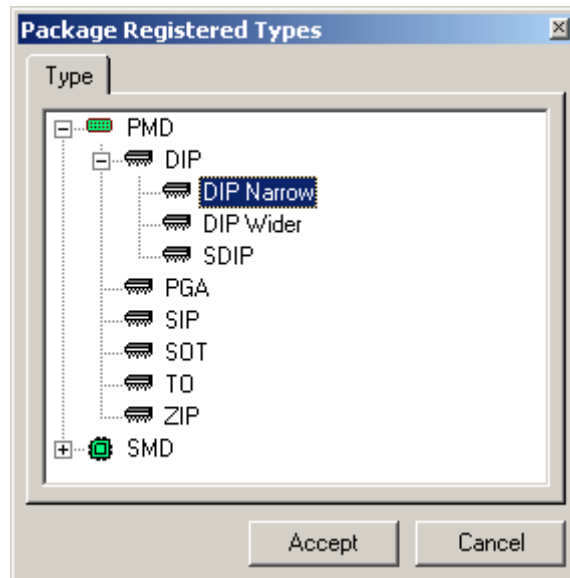 Package Registered Types
Type
PMD
DIP
DIP Narrow
DIP Wider
SDIP
PGA
SIP
SOT
TO
ZIP
SMD
Accept Cancel